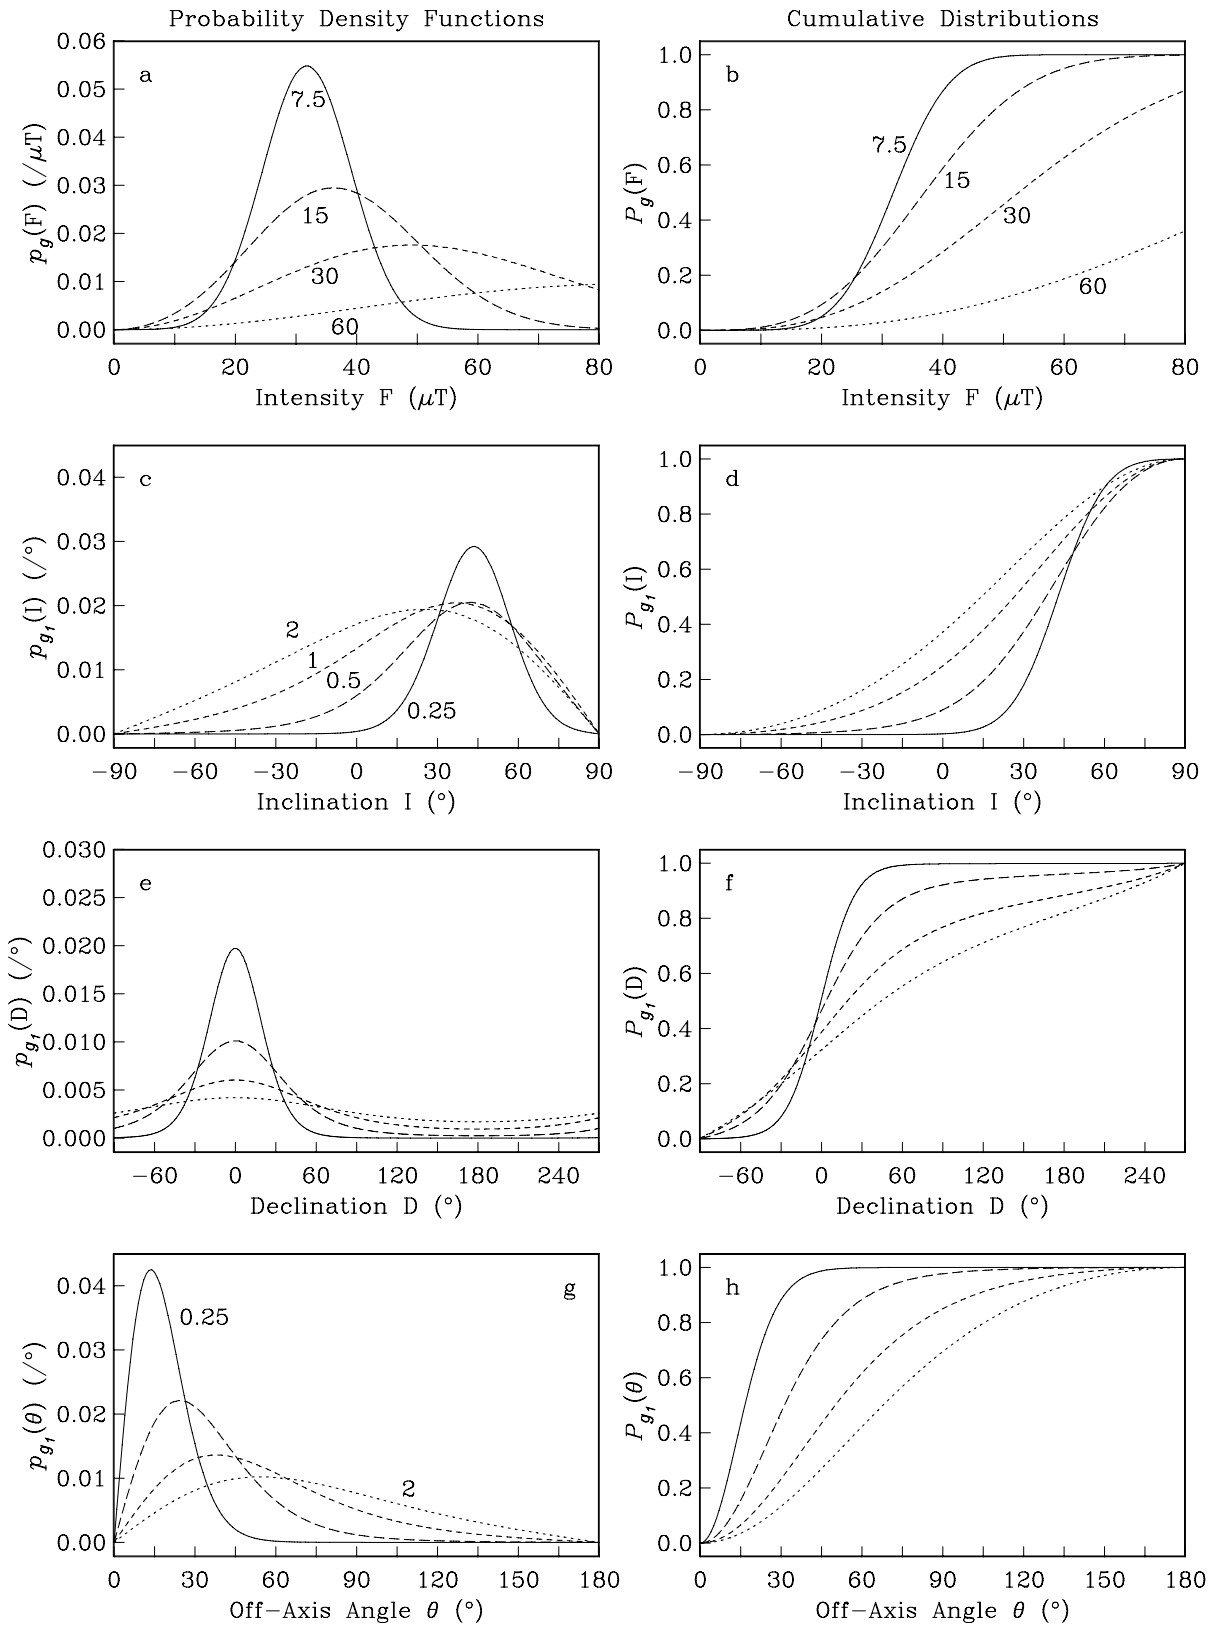 Probability Density Functions
Cumulative Distributions
a
0.06
0.05
0.04
0.03
0.02
0.01
0.00
p_g(F) (/μT)
7.5
15
30
60
0 20 40 60 80
Intensity F (μT)
b
1.0
0.8
0.6
0.4
0.2
0.0
P_g(F)
7.5
15
30
60
0 20 40 60 80
Intensity F (μT)
c
0.04
0.03
0.02
0.01
0.00
p_g1(I) (/°)
2
1
0.5
0.25
−90 −60 −30 0 30 60 90
Inclination I (°)
d
1.0
0.8
0.6
0.4
0.2
0.0
P_g1(I)
−90 −60 −30 0 30 60 90
Inclination I (°)
e
0.030
0.025
0.020
0.015
0.010
0.005
0.000
p_g1(D) (/°)
−60 0 60 120 180 240
Declination D (°)
f
1.0
0.8
0.6
0.4
0.2
0.0
P_g1(D)
−60 0 60 120 180 240
Declination D (°)
g
0.04
0.03
0.02
0.01
0.00
p_g1(θ) (/°)
0.25
2
0 30 60 90 120 150 180
Off−Axis Angle θ (°)
h
1.0
0.8
0.6
0.4
0.2
0.0
P_g1(θ)
0 30 60 90 120 150 180
Off−Axis Angle θ (°)